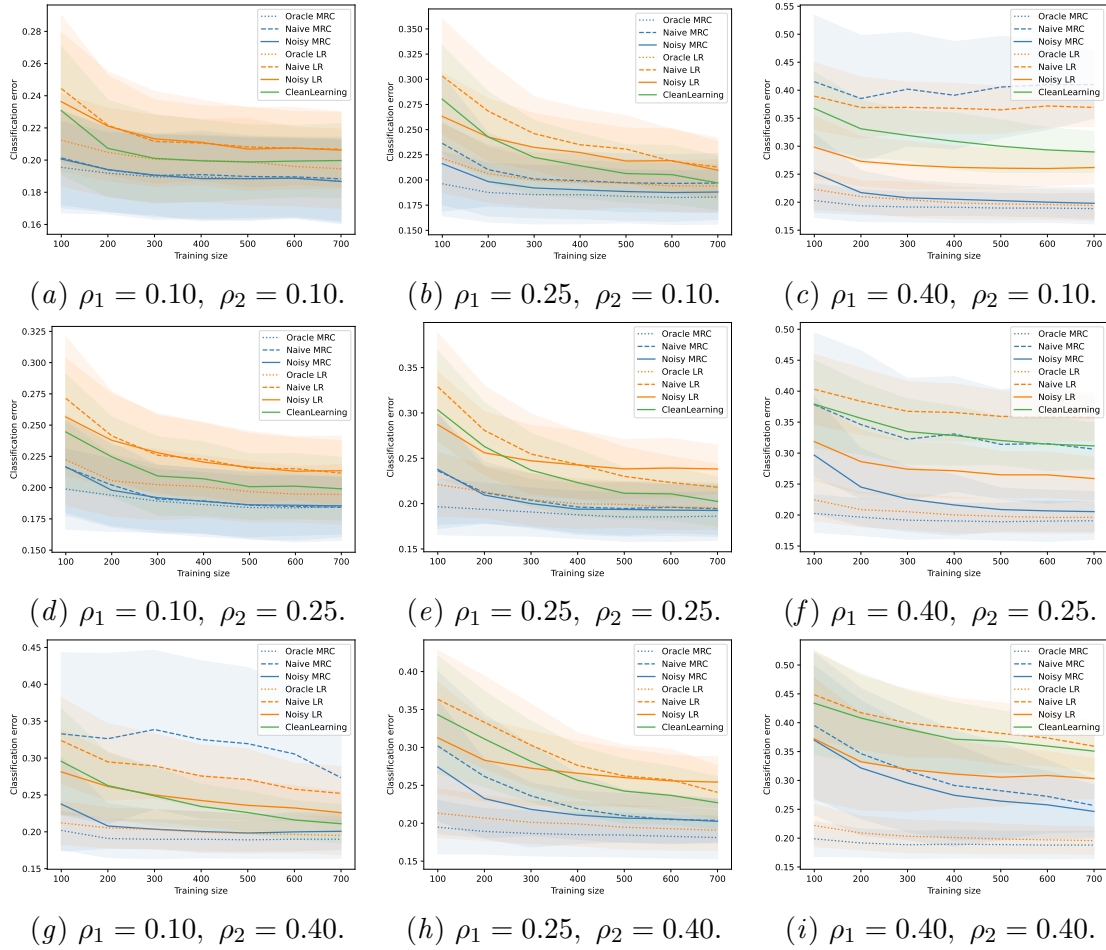 0.28
0.26
0.24
0.22
0.20
0.18
0.16
Classification error
100 200 300 400 500 600 700
Training size
Oracle MRC
Naive MRC
Noisy MRC
Oracle LR
Naive LR
Noisy LR
CleanLearning
(a) ρ1 = 0.10, ρ2 = 0.10.
0.350
0.325
0.300
0.275
0.250
0.225
0.200
0.175
0.150
Classification error
100 200 300 400 500 600 700
Training size
Oracle MRC
Naive MRC
Noisy MRC
Oracle LR
Naive LR
Noisy LR
CleanLearning
(b) ρ1 = 0.25, ρ2 = 0.10.
0.55
0.50
0.45
0.40
0.35
0.30
0.25
0.20
0.15
Classification error
100 200 300 400 500 600 700
Training size
Oracle MRC
Naive MRC
Noisy MRC
Oracle LR
Naive LR
Noisy LR
CleanLearning
(c) ρ1 = 0.40, ρ2 = 0.10.
0.325
0.300
0.275
0.250
0.225
0.200
0.175
0.150
Classification error
100 200 300 400 500 600 700
Training size
Oracle MRC
Naive MRC
Noisy MRC
Oracle LR
Naive LR
Noisy LR
CleanLearning
(d) ρ1 = 0.10, ρ2 = 0.25.
0.35
0.30
0.25
0.20
0.15
Classification error
100 200 300 400 500 600 700
Training size
Oracle MRC
Naive MRC
Noisy MRC
Oracle LR
Naive LR
Noisy LR
CleanLearning
(e) ρ1 = 0.25, ρ2 = 0.25.
0.50
0.45
0.40
0.35
0.30
0.25
0.20
0.15
Classification error
100 200 300 400 500 600 700
Training size
Oracle MRC
Naive MRC
Noisy MRC
Oracle LR
Naive LR
Noisy LR
CleanLearning
(f) ρ1 = 0.40, ρ2 = 0.25.
0.45
0.40
0.35
0.30
0.25
0.20
0.15
Classification error
100 200 300 400 500 600 700
Training size
Oracle MRC
Naive MRC
Noisy MRC
Oracle LR
Naive LR
Noisy LR
CleanLearning
(g) ρ1 = 0.10, ρ2 = 0.40.
0.40
0.35
0.30
0.25
0.20
0.15
Classification error
100 200 300 400 500 600 700
Training size
Oracle MRC
Naive MRC
Noisy MRC
Oracle LR
Naive LR
Noisy LR
CleanLearning
(h) ρ1 = 0.25, ρ2 = 0.40.
0.50
0.45
0.40
0.35
0.30
0.25
0.20
0.15
Classification error
100 200 300 400 500 600 700
Training size
Oracle MRC
Naive MRC
Noisy MRC
Oracle LR
Naive LR
Noisy LR
CleanLearning
(i) ρ1 = 0.40, ρ2 = 0.40.